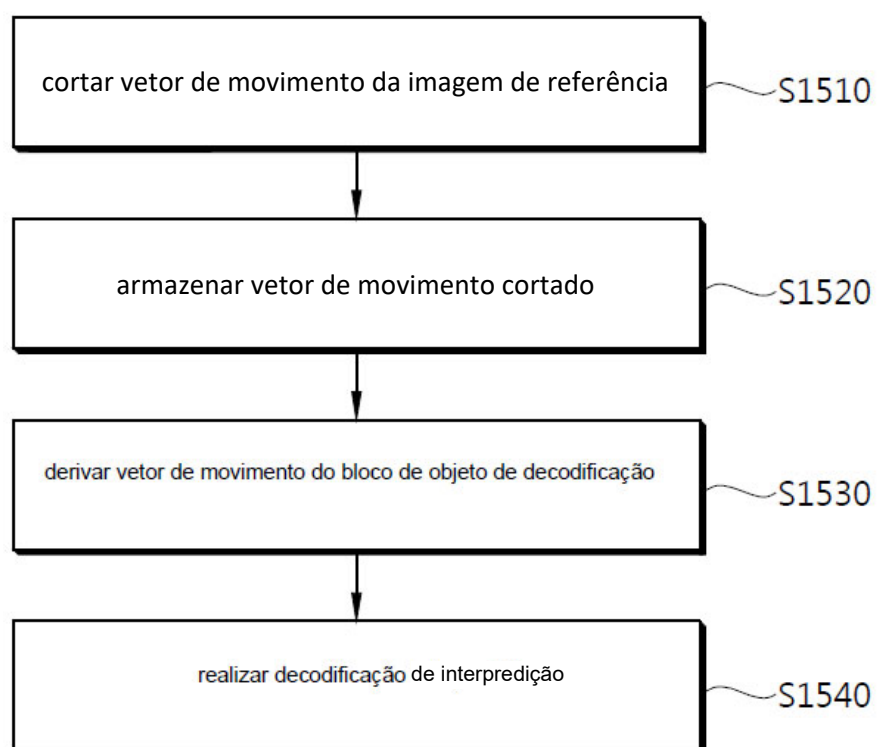 cortar vetor de movimento da imagem de referência
S1510
armazenar vetor de movimento cortado
S1520
derivar vetor de movimento do bloco de objeto de decodificação
S1530
realizar decodificação de interpredição
S1540